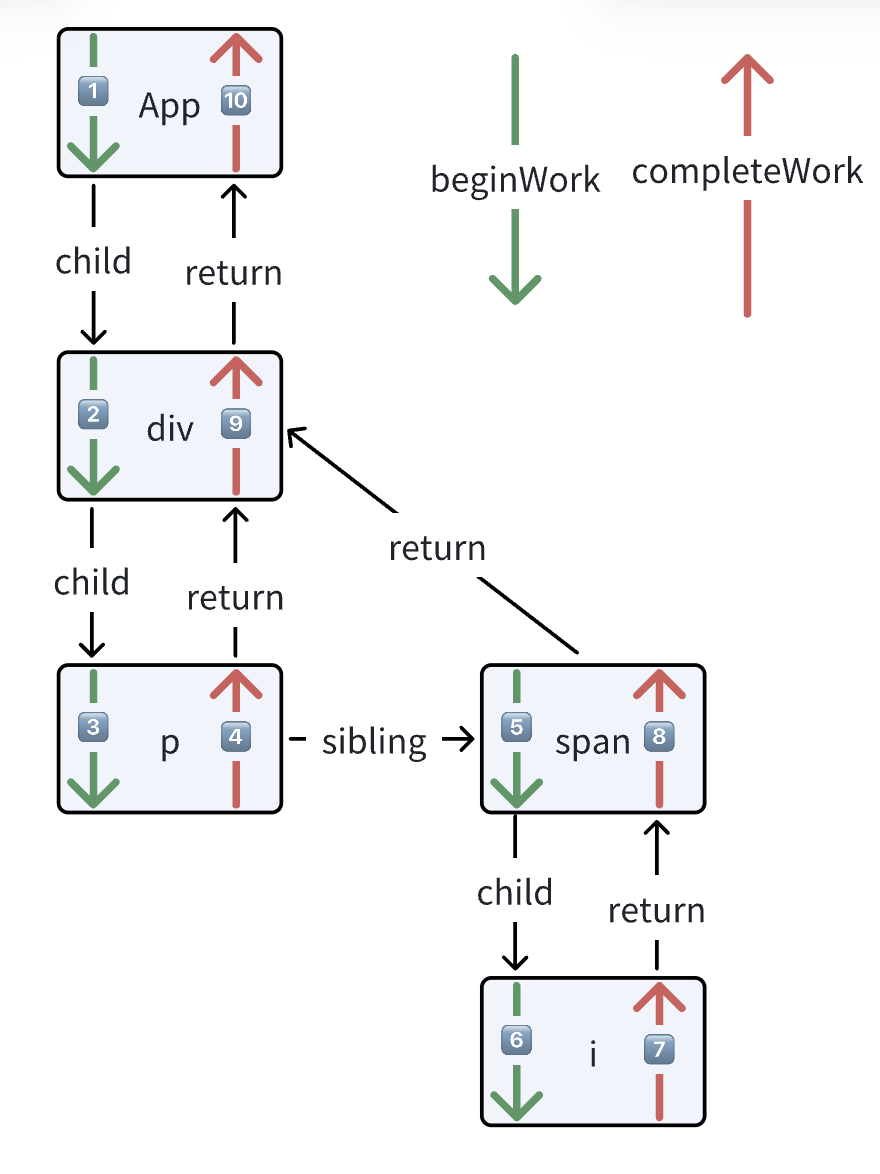 1 App 10
beginWork completeWork
child return
2 div 9
return
child return
3 p 4 sibling 5 span 8
child return
6 i 7